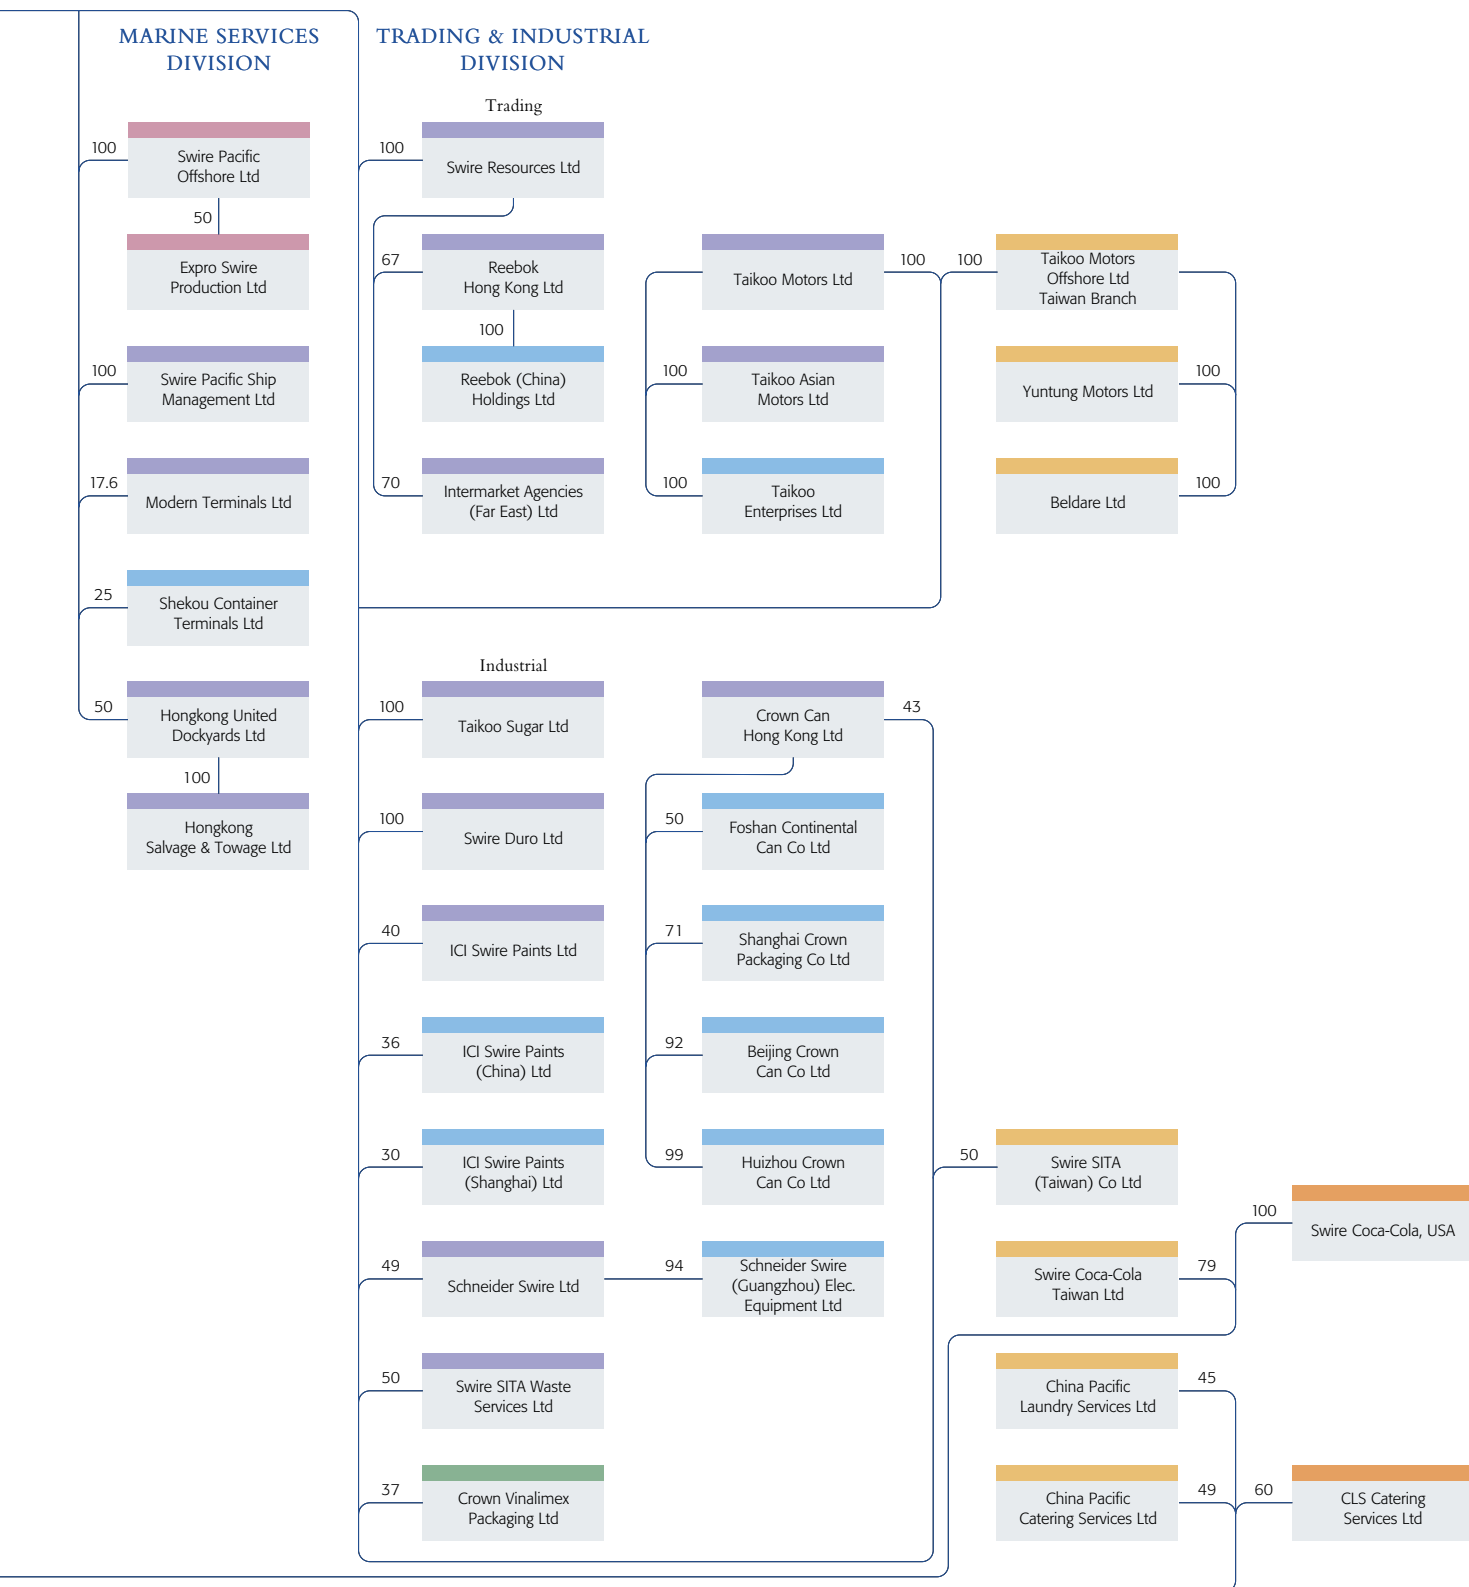 MARINE SERVICES
DIVISION
TRADING & INDUSTRIAL
DIVISION
Trading
100
Swire Pacific
Offshore Ltd
50
Expro Swire
Production Ltd
100
Swire Pacific Ship
Management Ltd
17.6
Modern Terminals Ltd
25
Shekou Container
Terminals Ltd
50
Hongkong United
Dockyards Ltd
100
Hongkong
Salvage & Towage Ltd
100
Swire Resources Ltd
67
Reebok
Hong Kong Ltd
100
Reebok (China)
Holdings Ltd
70
Intermarket Agencies
(Far East) Ltd
Taikoo Motors Ltd
100
100
Taikoo Asian
Motors Ltd
100
Taikoo
Enterprises Ltd
100
Taikoo Motors
Offshore Ltd
Taiwan Branch
Yuntung Motors Ltd
100
Beldare Ltd
100
Industrial
100
Taikoo Sugar Ltd
100
Swire Duro Ltd
40
ICI Swire Paints Ltd
36
ICI Swire Paints
(China) Ltd
30
ICI Swire Paints
(Shanghai) Ltd
49
Schneider Swire Ltd
94
Schneider Swire
(Guangzhou) Elec.
Equipment Ltd
50
Swire SITA Waste
Services Ltd
37
Crown Vinalimex
Packaging Ltd
Crown Can
Hong Kong Ltd
43
50
Foshan Continental
Can Co Ltd
71
Shanghai Crown
Packaging Co Ltd
92
Beijing Crown
Can Co Ltd
99
Huizhou Crown
Can Co Ltd
50
Swire SITA
(Taiwan) Co Ltd
Swire Coca-Cola
Taiwan Ltd
79
100
Swire Coca-Cola, USA
China Pacific
Laundry Services Ltd
45
China Pacific
Catering Services Ltd
49
60
CLS Catering
Services Ltd